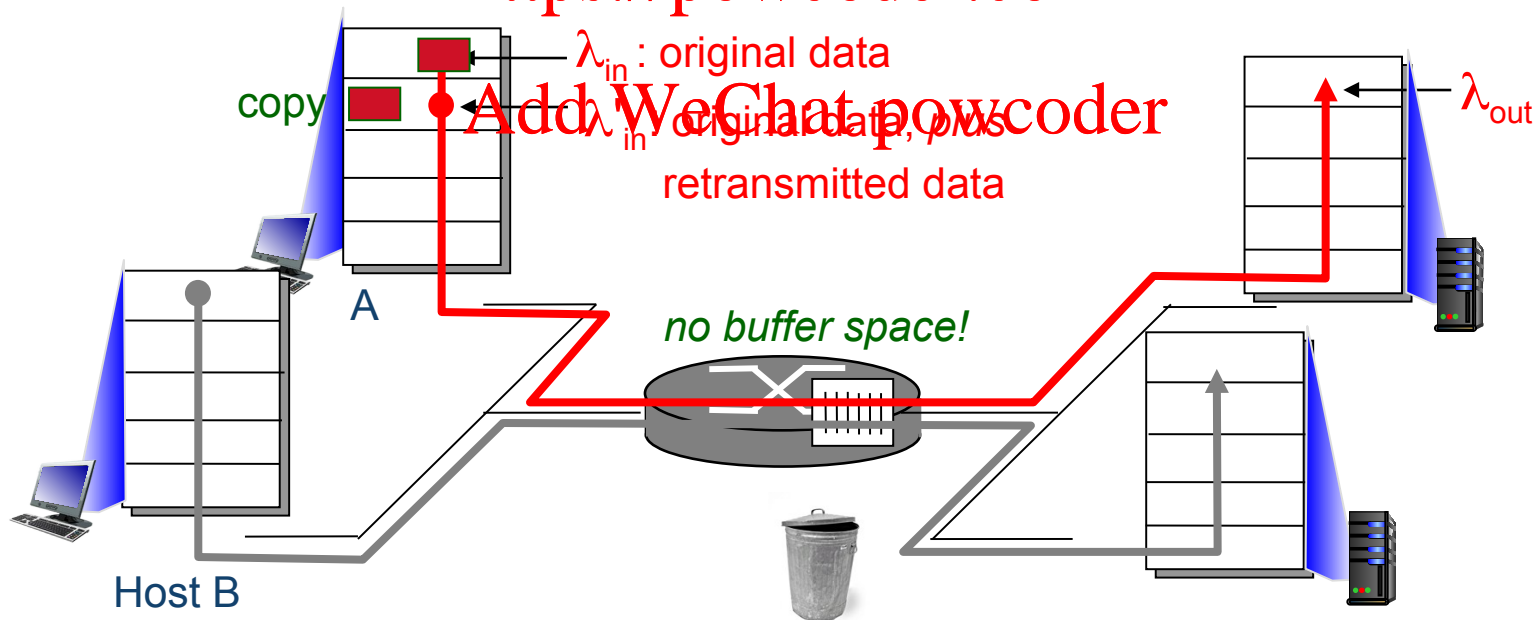 λin : original data
copy
Add WeChat powcoder
λ'in: original data, plus
retransmitted data
λout
A
no buffer space!
Host B